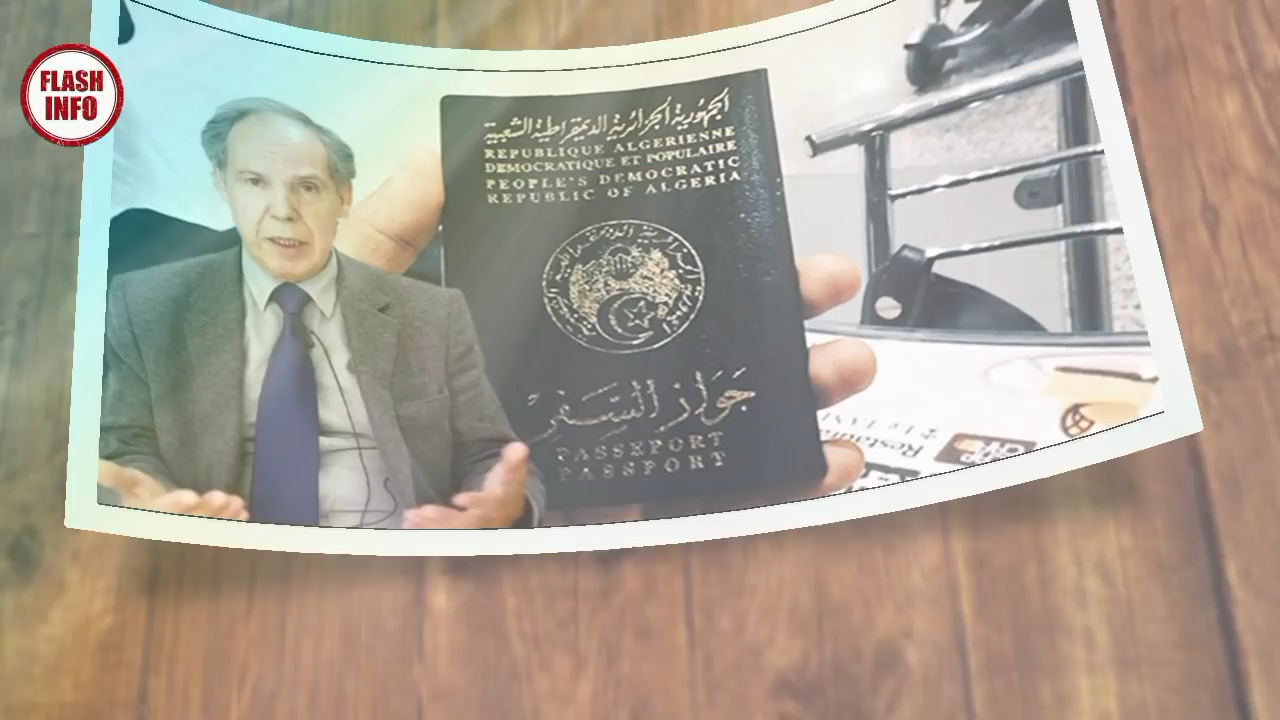 FLASH
INFO
الجمهورية الجزائرية الديمقراطية الشعبية
REPUBLIQUE ALGERIENNE
DEMOCRATIQUE ET POPULAIRE
PEOPLE'S DEMOCRATIC
REPUBLIC OF ALGERIA
جواز السفر
PASSEPORT
PASSPORT
Restaurant